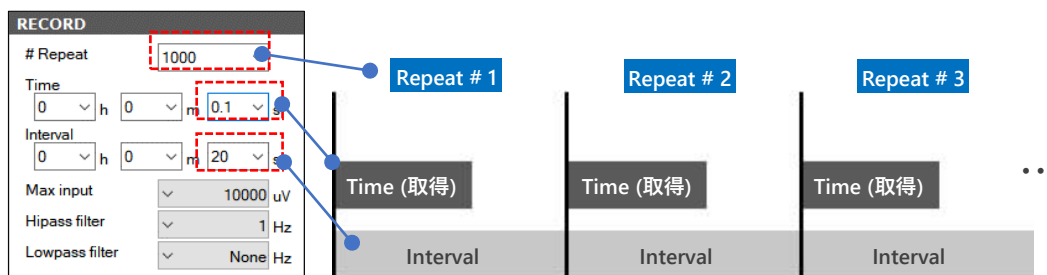 RECORD
# Repeat 1000
Time
0 h 0 m 0.1 s
Interval
0 h 0 m 20 s
Max input 10000 uV
Hipass filter 1 Hz
Lowpass filter None Hz
Repeat # 1 Repeat # 2 Repeat # 3
Time (取得) Time (取得) Time (取得)
Interval Interval Interval